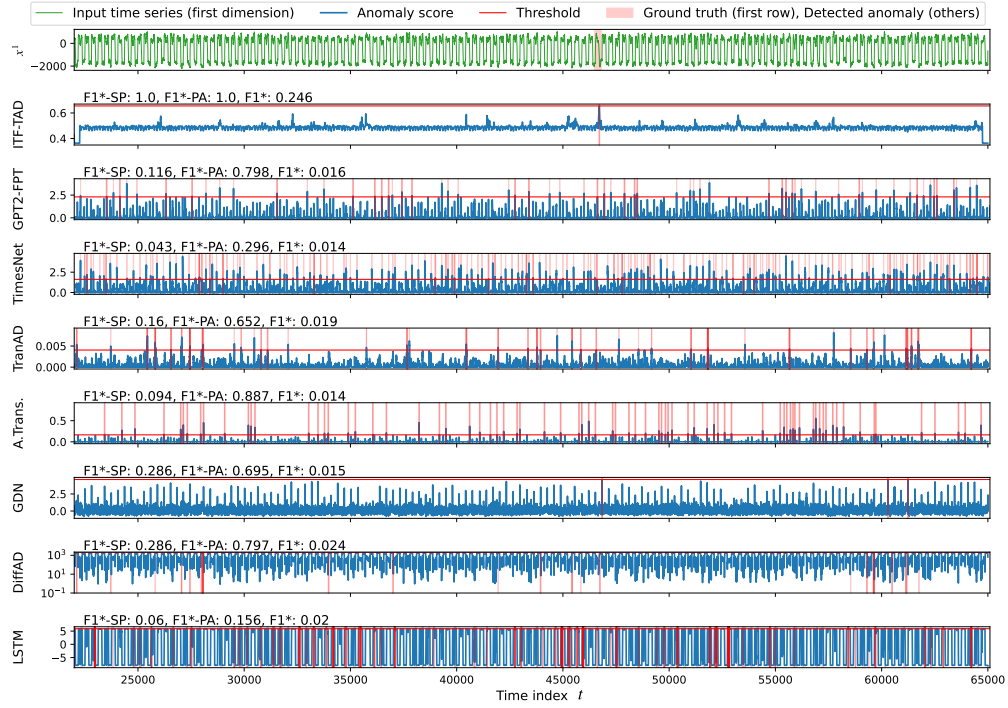 Input time series (first dimension) Anomaly score Threshold Ground truth (first row), Detected anomaly (others)
x¹
0
−2000
F1*-SP: 1.0, F1*-PA: 1.0, F1*: 0.246
ITF-TAD
0.6
0.4
F1*-SP: 0.116, F1*-PA: 0.798, F1*: 0.016
GPT2-FPT
2.5
0.0
F1*-SP: 0.043, F1*-PA: 0.296, F1*: 0.014
TimesNet
2.5
0.0
F1*-SP: 0.16, F1*-PA: 0.652, F1*: 0.019
TranAD
0.005
0.000
F1*-SP: 0.094, F1*-PA: 0.887, F1*: 0.014
A.Trans.
0.5
0.0
F1*-SP: 0.286, F1*-PA: 0.695, F1*: 0.015
GDN
2.5
0.0
F1*-SP: 0.286, F1*-PA: 0.797, F1*: 0.024
DiffAD
10³
10¹
10⁻¹
F1*-SP: 0.06, F1*-PA: 0.156, F1*: 0.02
LSTM
5
0
−5
25000 30000 35000 40000 45000 50000 55000 60000 65000
Time index t